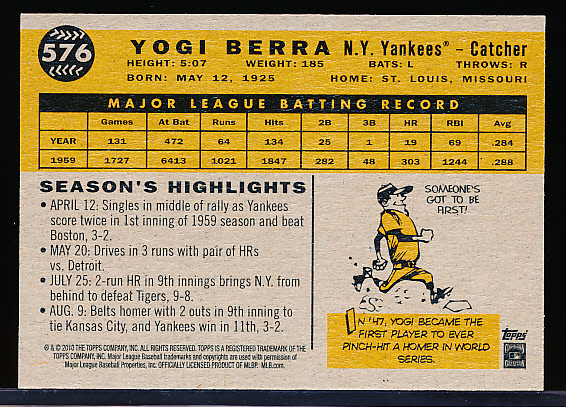 576
YOGI BERRA N.Y. Yankees® – Catcher
HEIGHT: 5:07 WEIGHT: 185 BATS: L THROWS: R
BORN: MAY 12, 1925 HOME: ST. LOUIS, MISSOURI
MAJOR LEAGUE BATTING RECORD
Games At Bat Runs Hits 2B 3B HR RBI Avg
YEAR 131 472 64 134 25 1 19 69 .284
1959 1727 6413 1021 1847 282 48 303 1244 .288
SEASON'S HIGHLIGHTS
• APRIL 12: Singles in middle of rally as Yankees
score twice in 1st inning of 1959 season and beat
Boston, 3-2.
• MAY 20: Drives in 3 runs with pair of HRs
vs. Detroit.
• JULY 25: 2-run HR in 9th innings brings N.Y. from
behind to defeat Tigers, 9-8.
• AUG. 9: Belts homer with 2 outs in 9th inning to
tie Kansas City, and Yankees win in 11th, 3-2.
SOMEONE'S
GOT TO BE
FIRST!
IN '47, YOGI BECAME THE
FIRST PLAYER TO EVER
PINCH-HIT A HOMER IN WORLD
SERIES.
Topps
® & © 2010 THE TOPPS COMPANY, INC. ALL RIGHTS RESERVED. TOPPS IS A REGISTERED TRADEMARK OF THE
TOPPS COMPANY, INC. Major League Baseball trademarks and copyrights are used with permission of
Major League Baseball Properties, Inc. OFFICIALLY LICENSED PRODUCT OF MLBP. MLB.com.